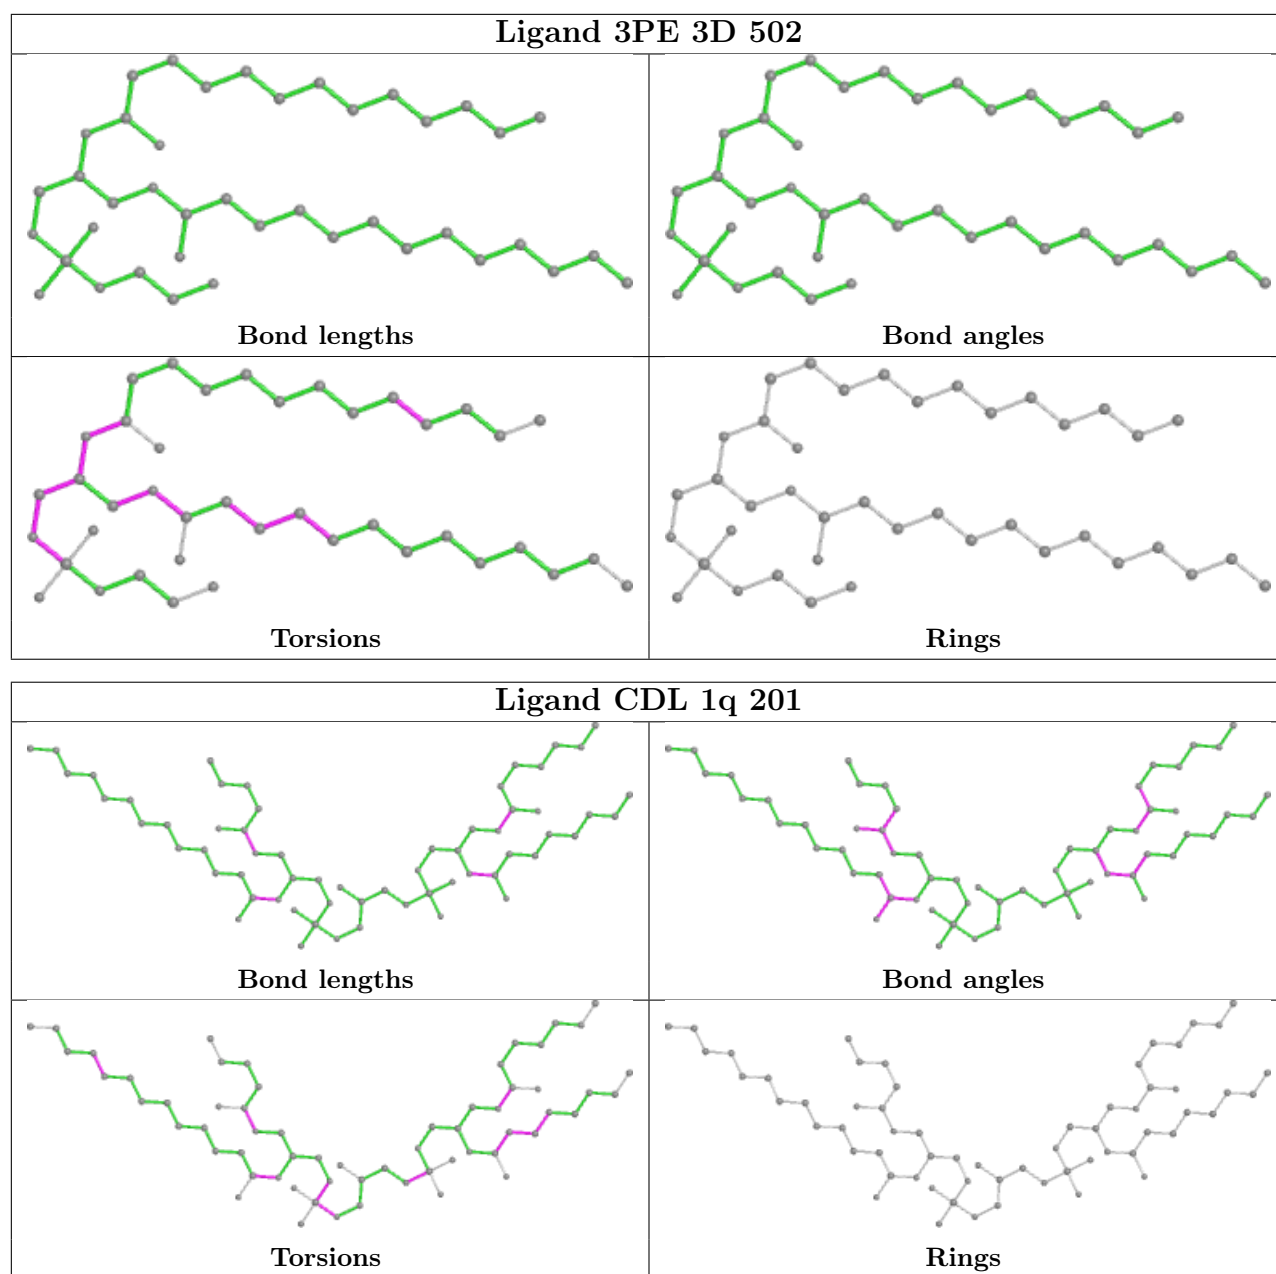 Ligand 3PE 3D 502
Bond lengths
Bond angles
Torsions
Rings
Ligand CDL 1q 201
Bond lengths
Bond angles
Torsions
Rings